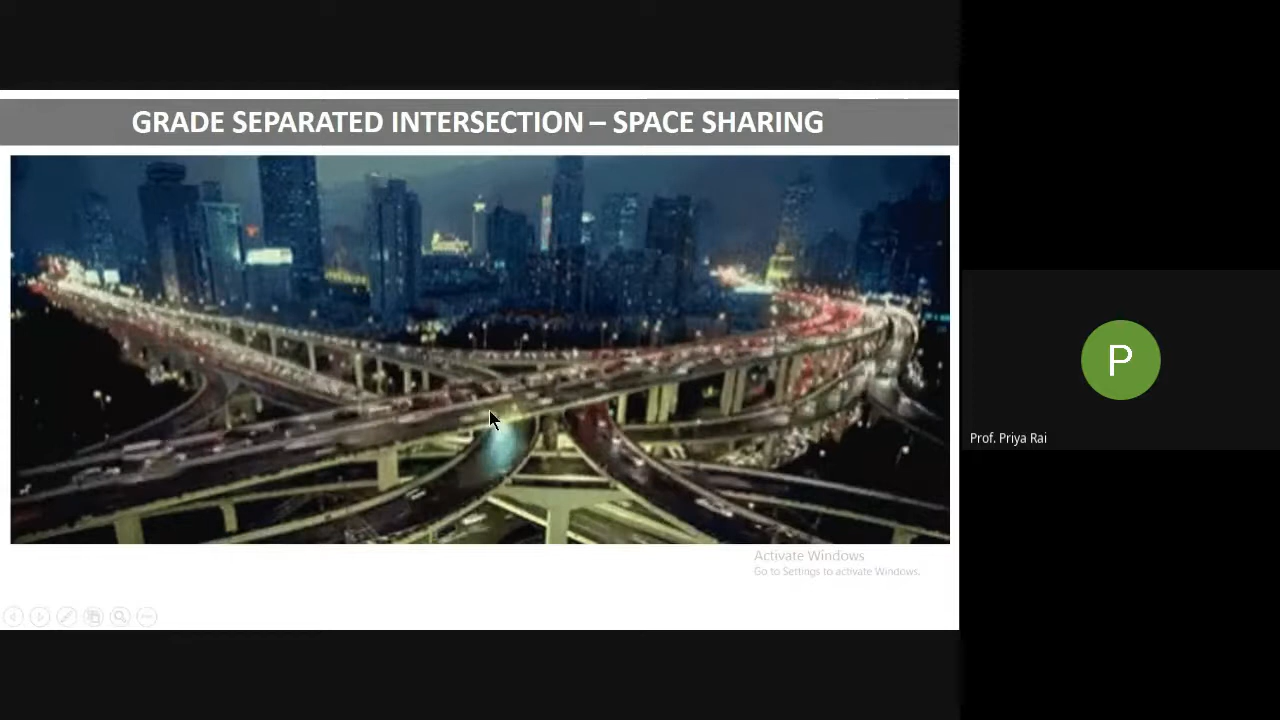 GRADE SEPARATED INTERSECTION – SPACE SHARING
Activate Windows
Go to Settings to activate Windows.
P
Prof. Priya Rai